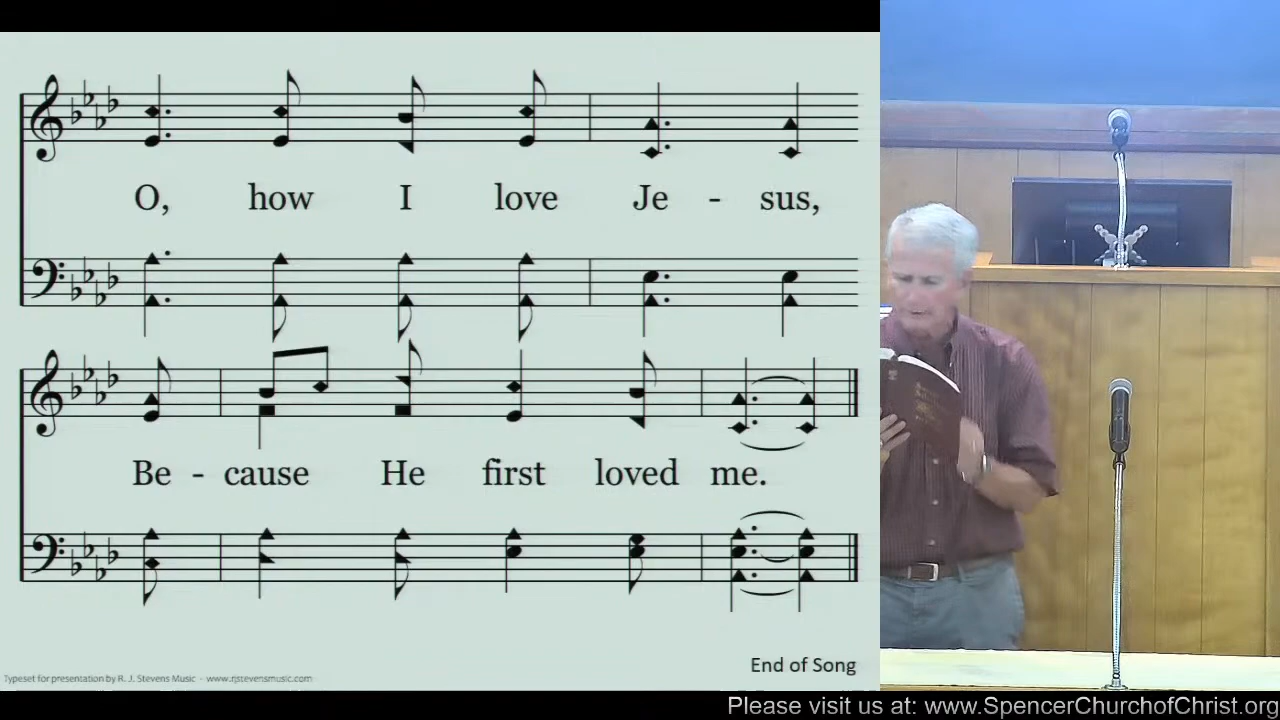 O, how I love Je - sus,
Be - cause He first loved me.
End of Song
Typeset for presentation by R. J. Stevens Music - www.rjstevensmusic.com
Please visit us at: www.SpencerChurchofChrist.org